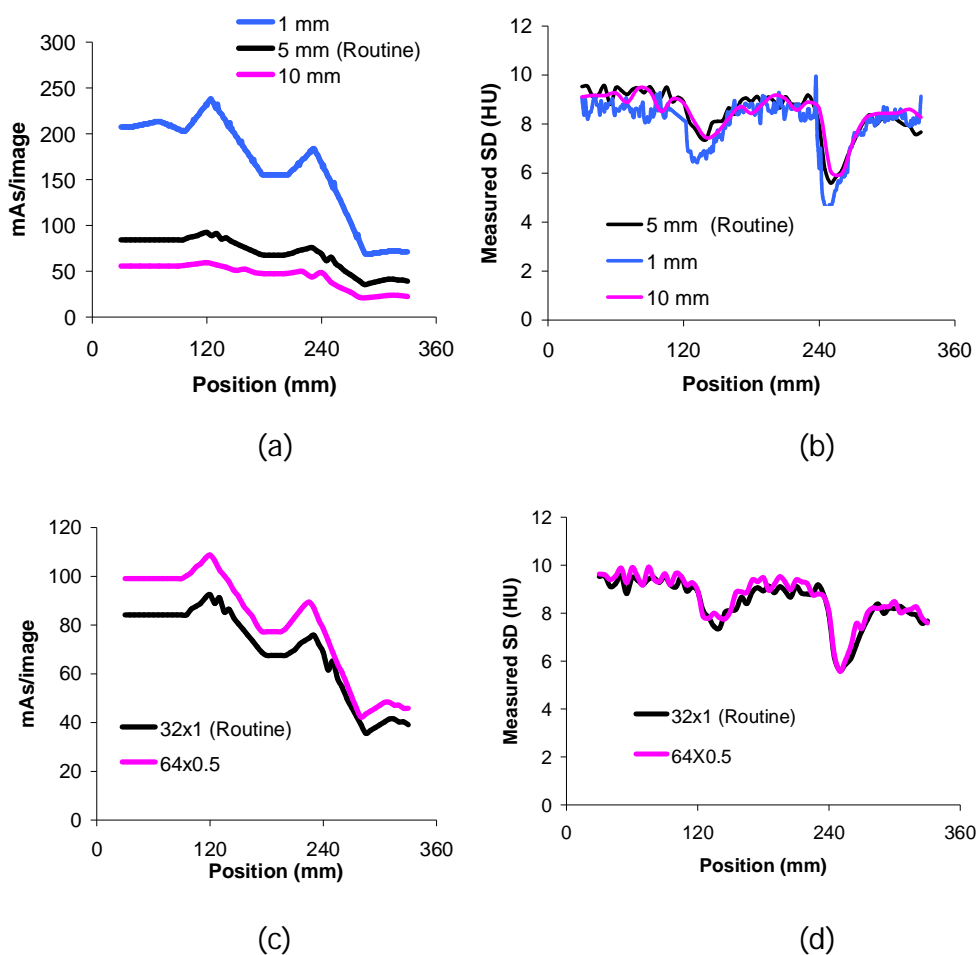 1 mm
5 mm (Routine)
10 mm
300
250
200
150
100
50
0
mAs/image
0 120 240 360
Position (mm)
(a)
12
10
8
6
4
2
0
Measured SD (HU)
5 mm (Routine)
1 mm
10 mm
0 120 240 360
Position (mm)
(b)
120
100
80
60
40
20
0
mAs/image
32x1 (Routine)
64x0.5
0 120 240 360
Position (mm)
(c)
12
10
8
6
4
2
0
Measured SD (HU)
32x1 (Routine)
64X0.5
0 120 240 360
Position (mm)
(d)